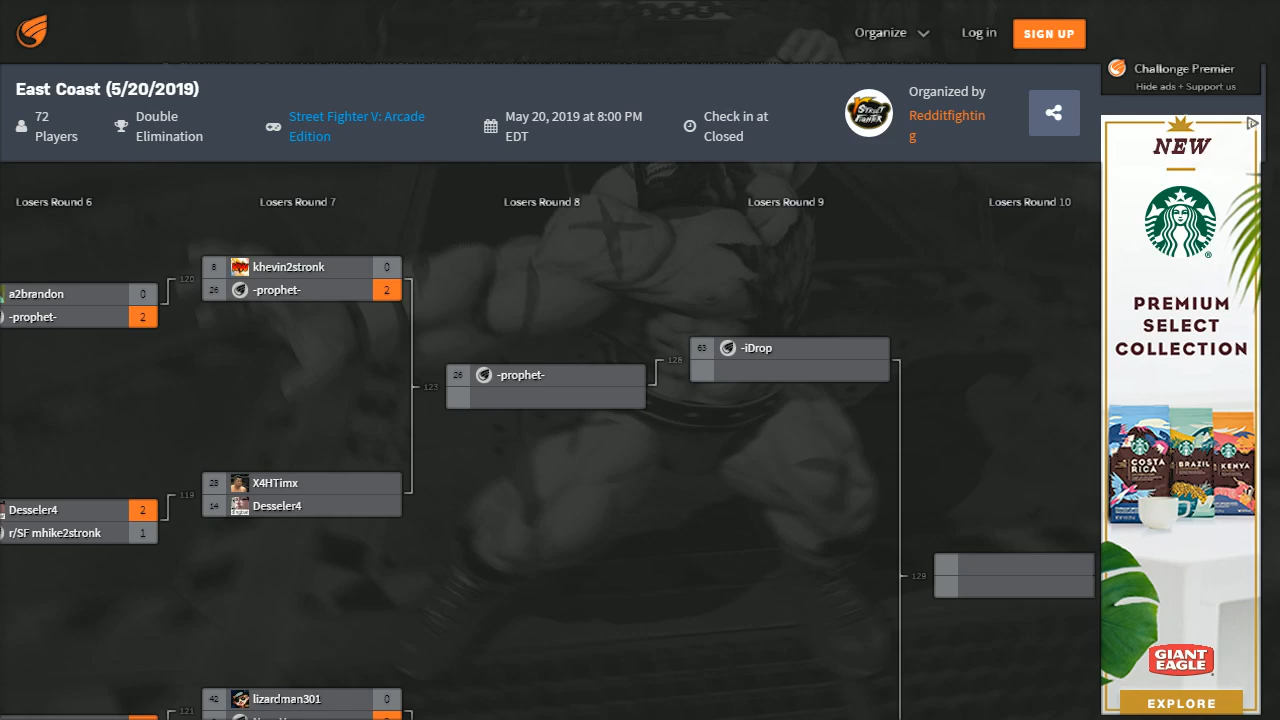 Organize
Log in
SIGN UP
Challonge Premier
Hide ads + Support us
East Coast (5/20/2019)
72
Players
Double
Elimination
Street Fighter V: Arcade
Edition
May 20, 2019 at 8:00 PM
EDT
Check in at
Closed
STREET
FIGHTER
Organized by
Redditfightin
g
Losers Round 6
Losers Round 7
Losers Round 8
Losers Round 9
Losers Round 10
a2brandon 0
-prophet- 2
120
8 khevin2stronk 0
26 -prophet- 2
123
26 -prophet-
128
63 -iDrop
Desseler4 2
r/SF mhike2stronk 1
119
23 X4HTimx
14 Desseler4
129
121
42 lizardman301 0
NEW
PREMIUM
SELECT
COLLECTION
COSTA
RICA
BRAZIL
KENYA
GIANT
EAGLE
EXPLORE